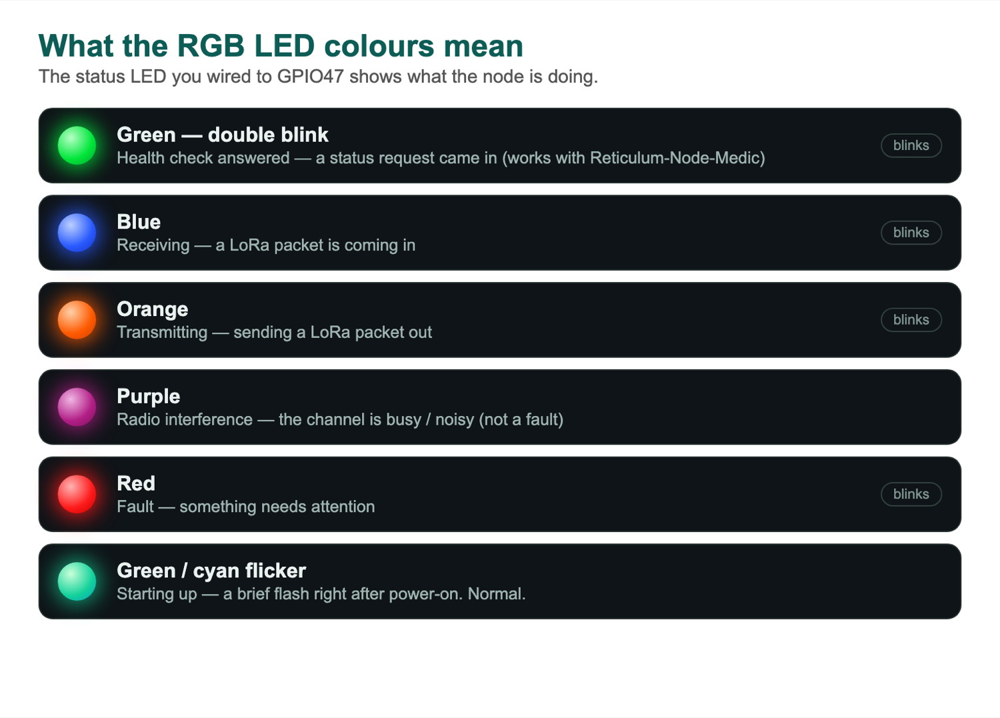 What the RGB LED colours mean
The status LED you wired to GPIO47 shows what the node is doing.
Green — double blink
Health check answered — a status request came in (works with Reticulum-Node-Medic)
blinks
Blue
Receiving — a LoRa packet is coming in
blinks
Orange
Transmitting — sending a LoRa packet out
blinks
Purple
Radio interference — the channel is busy / noisy (not a fault)
Red
Fault — something needs attention
blinks
Green / cyan flicker
Starting up — a brief flash right after power-on. Normal.